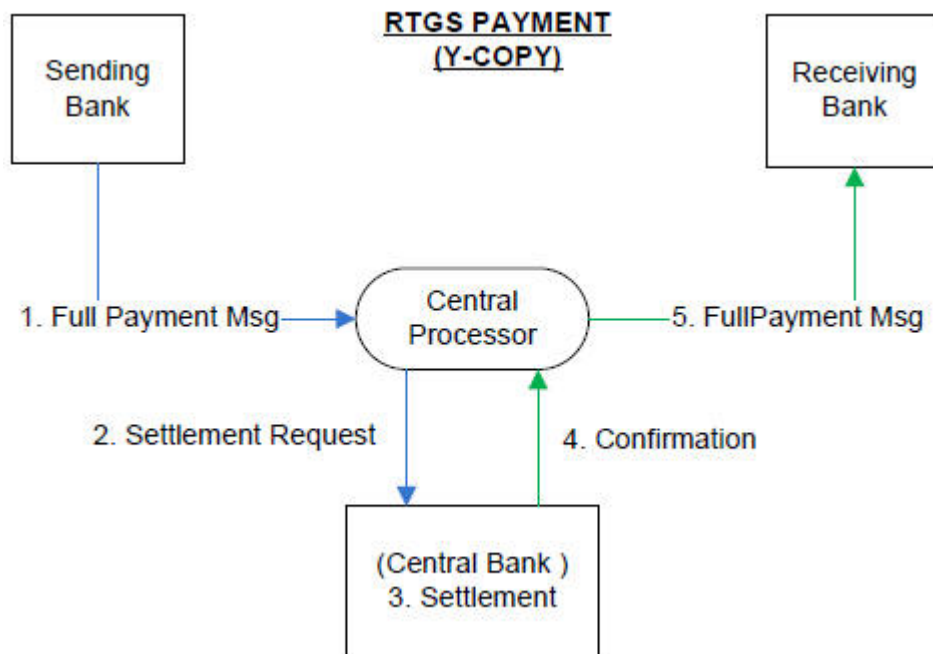 RTGS PAYMENT
(Y-COPY)
Sending
Bank
Receiving
Bank
1. Full Payment Msg
Central
Processor
5. FullPayment Msg
2. Settlement Request
4. Confirmation
(Central Bank )
3. Settlement